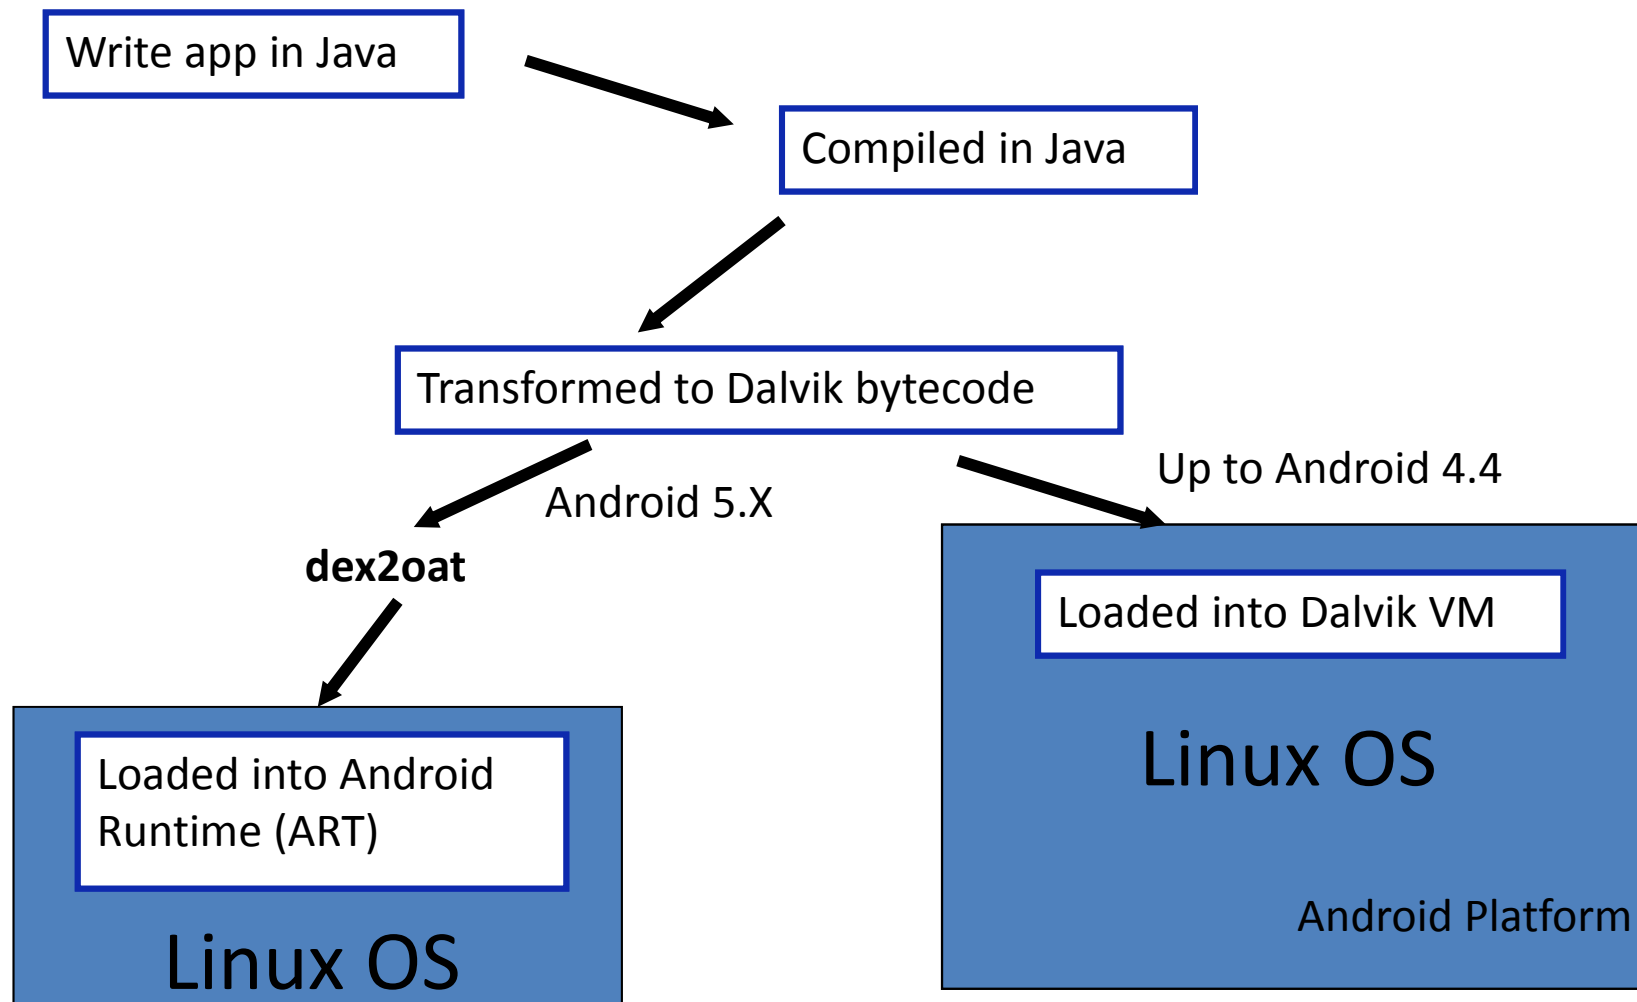 Write app in Java
Compiled in Java
Transformed to Dalvik bytecode
Up to Android 4.4
Android 5.X
dex2oat
Loaded into Dalvik VM
Linux OS
Loaded into Android
Runtime (ART)
Android Platform
Linux OS